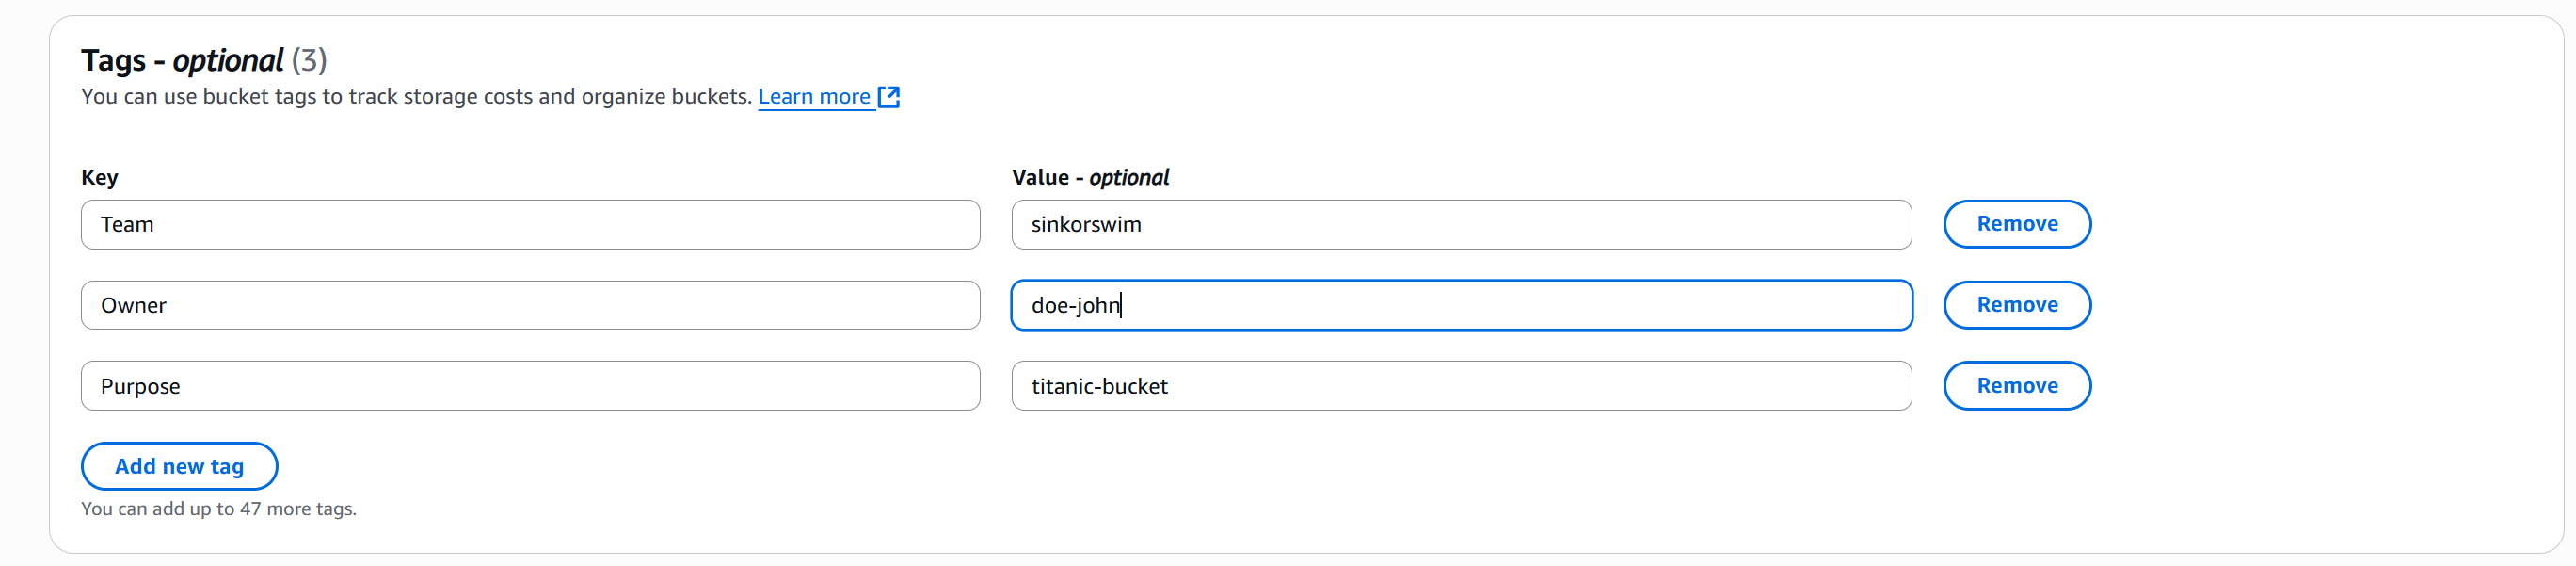 Tags - optional (3)
You can use bucket tags to track storage costs and organize buckets. Learn more
Key Value - optional
Team sinkorswim Remove
Owner doe-john Remove
Purpose titanic-bucket Remove
Add new tag
You can add up to 47 more tags.